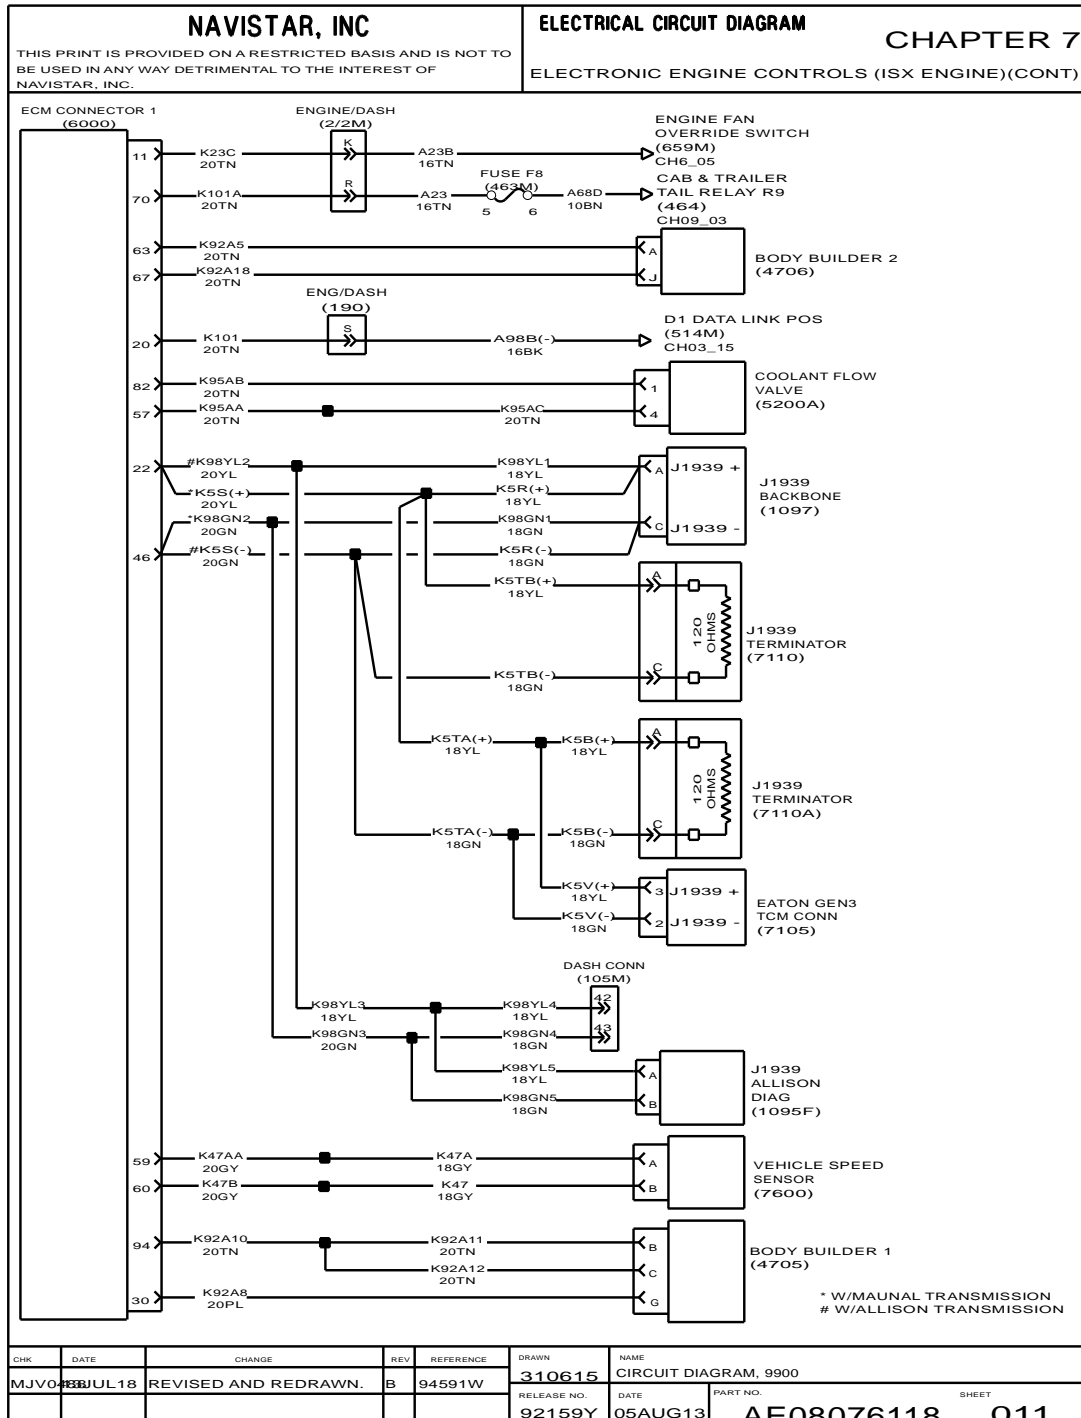 NAVISTAR, INC
THIS PRINT IS PROVIDED ON A RESTRICTED BASIS AND IS NOT TO
BE USED IN ANY WAY DETRIMENTAL TO THE INTEREST OF
NAVISTAR, INC.
ELECTRICAL CIRCUIT DIAGRAM
CHAPTER 7
ELECTRONIC ENGINE CONTROLS (ISX ENGINE)(CONT)
ECM CONNECTOR 1
(6000)
ENGINE/DASH
(2/2M)
11
K23C
20TN
K
A23B
16TN
ENGINE FAN
OVERRIDE SWITCH
(659M)
CH6_05
70
K101A
20TN
R
A23
16TN
FUSE F8
(463M)
5
6
A68D
10BN
CAB & TRAILER
TAIL RELAY R9
(464)
CH09_03
63
K92A5
20TN
A
67
K92A18
20TN
J
BODY BUILDER 2
(4706)
ENG/DASH
(190)
20
K101
20TN
S
A98B(-)
16BK
D1 DATA LINK POS
(514M)
CH03_15
82
K95AB
20TN
1
57
K95AA
20TN
K95AC
20TN
4
COOLANT FLOW
VALVE
(5200A)
22
#K98YL2
20YL
K98YL1
18YL
A
J1939 +
*K5S(+)
20YL
K5R(+)
18YL
*K98GN2
20GN
K98GN1
18GN
C
J1939 -
46
#K5S(-)
20GN
K5R(-)
18GN
J1939
BACKBONE
(1097)
K5TB(+)
18YL
A
120
OHMS
K5TB(-)
18GN
C
J1939
TERMINATOR
(7110)
K5TA(+)
18YL
K5B(+)
18YL
A
120
OHMS
K5TA(-)
18GN
K5B(-)
18GN
C
J1939
TERMINATOR
(7110A)
K5V(+)
18YL
3
J1939 +
K5V(-)
18GN
2
J1939 -
EATON GEN3
TCM CONN
(7105)
DASH CONN
(105M)
K98YL3
18YL
K98YL4
18YL
42
K98GN3
20GN
K98GN4
18GN
43
K98YL5
18YL
A
K98GN5
18GN
B
J1939
ALLISON
DIAG
(1095F)
59
K47AA
20GY
K47A
18GY
A
60
K47B
20GY
K47
18GY
B
VEHICLE SPEED
SENSOR
(7600)
94
K92A10
20TN
K92A11
20TN
B
K92A12
20TN
C
30
K92A8
20PL
G
BODY BUILDER 1
(4705)
* W/MAUNAL TRANSMISSION
# W/ALLISON TRANSMISSION
CHK DATE CHANGE REV REFERENCE
JUL18 REVISED AND REDRAWN. B 94591W
DRAWN
310615
NAME
CIRCUIT DIAGRAM, 9900
RELEASE NO.
92159Y
DATE
05AUG13
PART NO.
AE08076118
SHEET
011